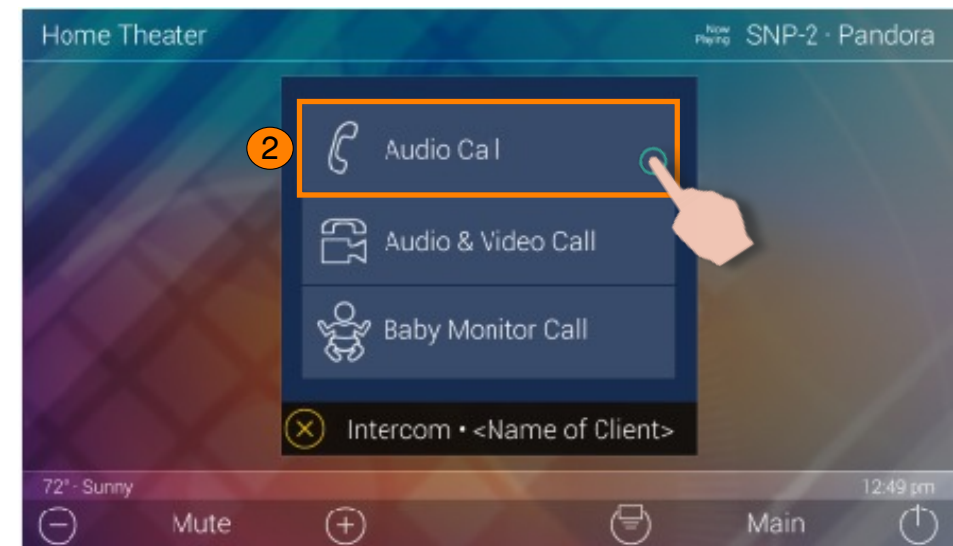 Home Theater
Now Playing SNP-2 · Pandora
2
Audio Call
Audio & Video Call
Baby Monitor Call
Intercom • <Name of Client>
72° - Sunny
12:49 pm
Mute
Main